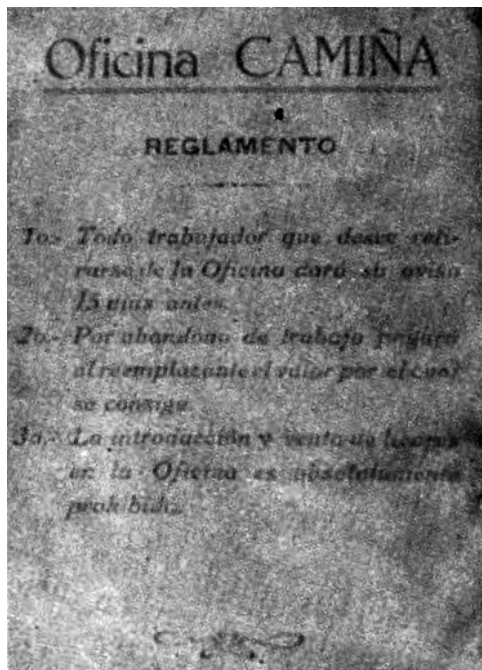 Oficina CAMIÑA
REGLAMENTO
1o.- Todo trabajador que desee reti-
rarse de la Oficina dará su aviso
15 días antes.
2o.- Por abandono de trabajo pagará
al reemplazante el valor por el cual
se consiga
3o.- La introducción y venta de licores
en la Oficina es absolutamente
prohibida.